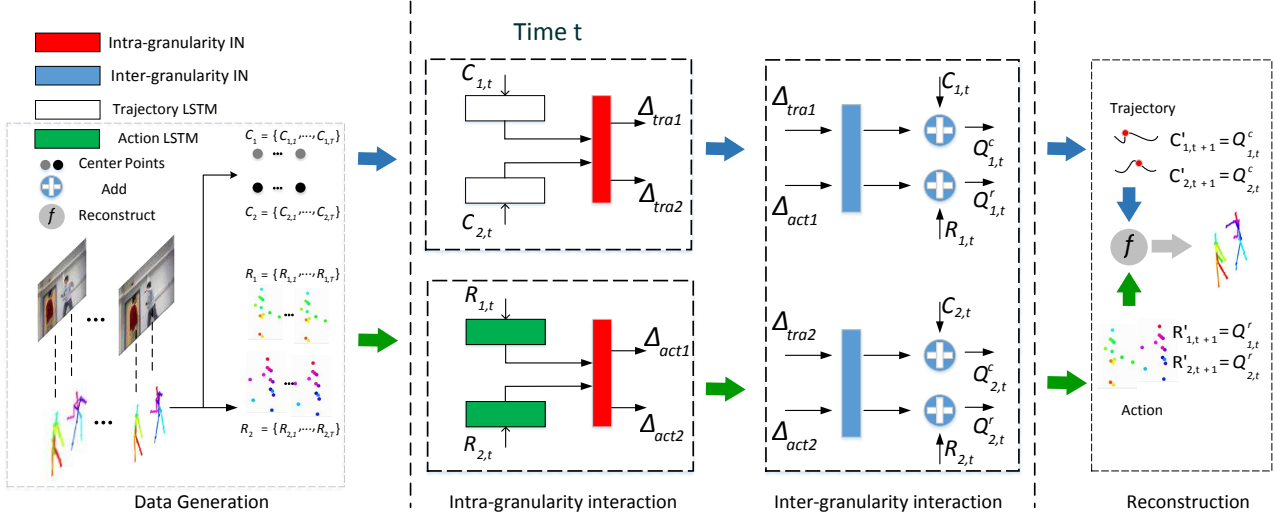 Time t
Intra-granularity IN
Inter-granularity IN
Trajectory LSTM
Action LSTM
Center Points
Add
f
Reconstruct
C₁ = {C₁,₁,···,C₁,T}
···
···
C₂ = {C₂,₁,···,C₂,T}
R₁ = {R₁,₁,···,R₁,T}
···
···
R₂ = {R₂,₁,···,R₂,T}
···
···
Data Generation
C₁,t
Δtra1
Δtra2
C₂,t
R₁,t
Δact1
Δact2
R₂,t
Intra-granularity interaction
Δtra1
C₁,t
Qᶜ₁,t
Δact1
Qʳ₁,t
R₁,t
Δtra2
C₂,t
Qᶜ₂,t
Δact2
Qʳ₂,t
R₂,t
Inter-granularity interaction
Trajectory
C'₁,t+1 = Qᶜ₁,t
C'₂,t+1 = Qᶜ₂,t
f
R'₁,t+1 = Qʳ₁,t
R'₂,t+1 = Qʳ₂,t
Action
Reconstruction